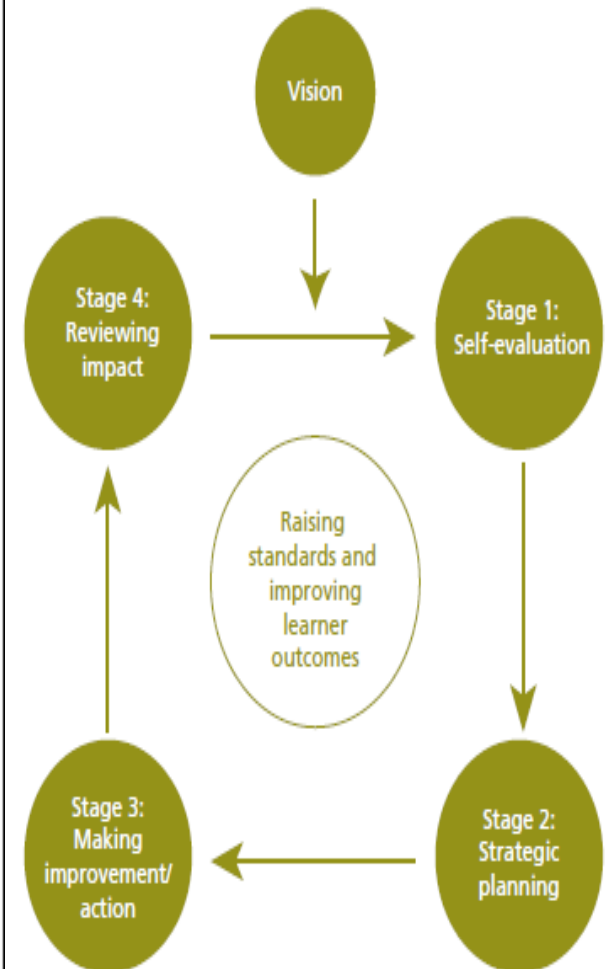 Vision
Stage 4:
Reviewing
impact
Stage 1:
Self-evaluation
Raising
standards and
improving
learner
outcomes
Stage 3:
Making
improvement/
action
Stage 2:
Strategic
planning